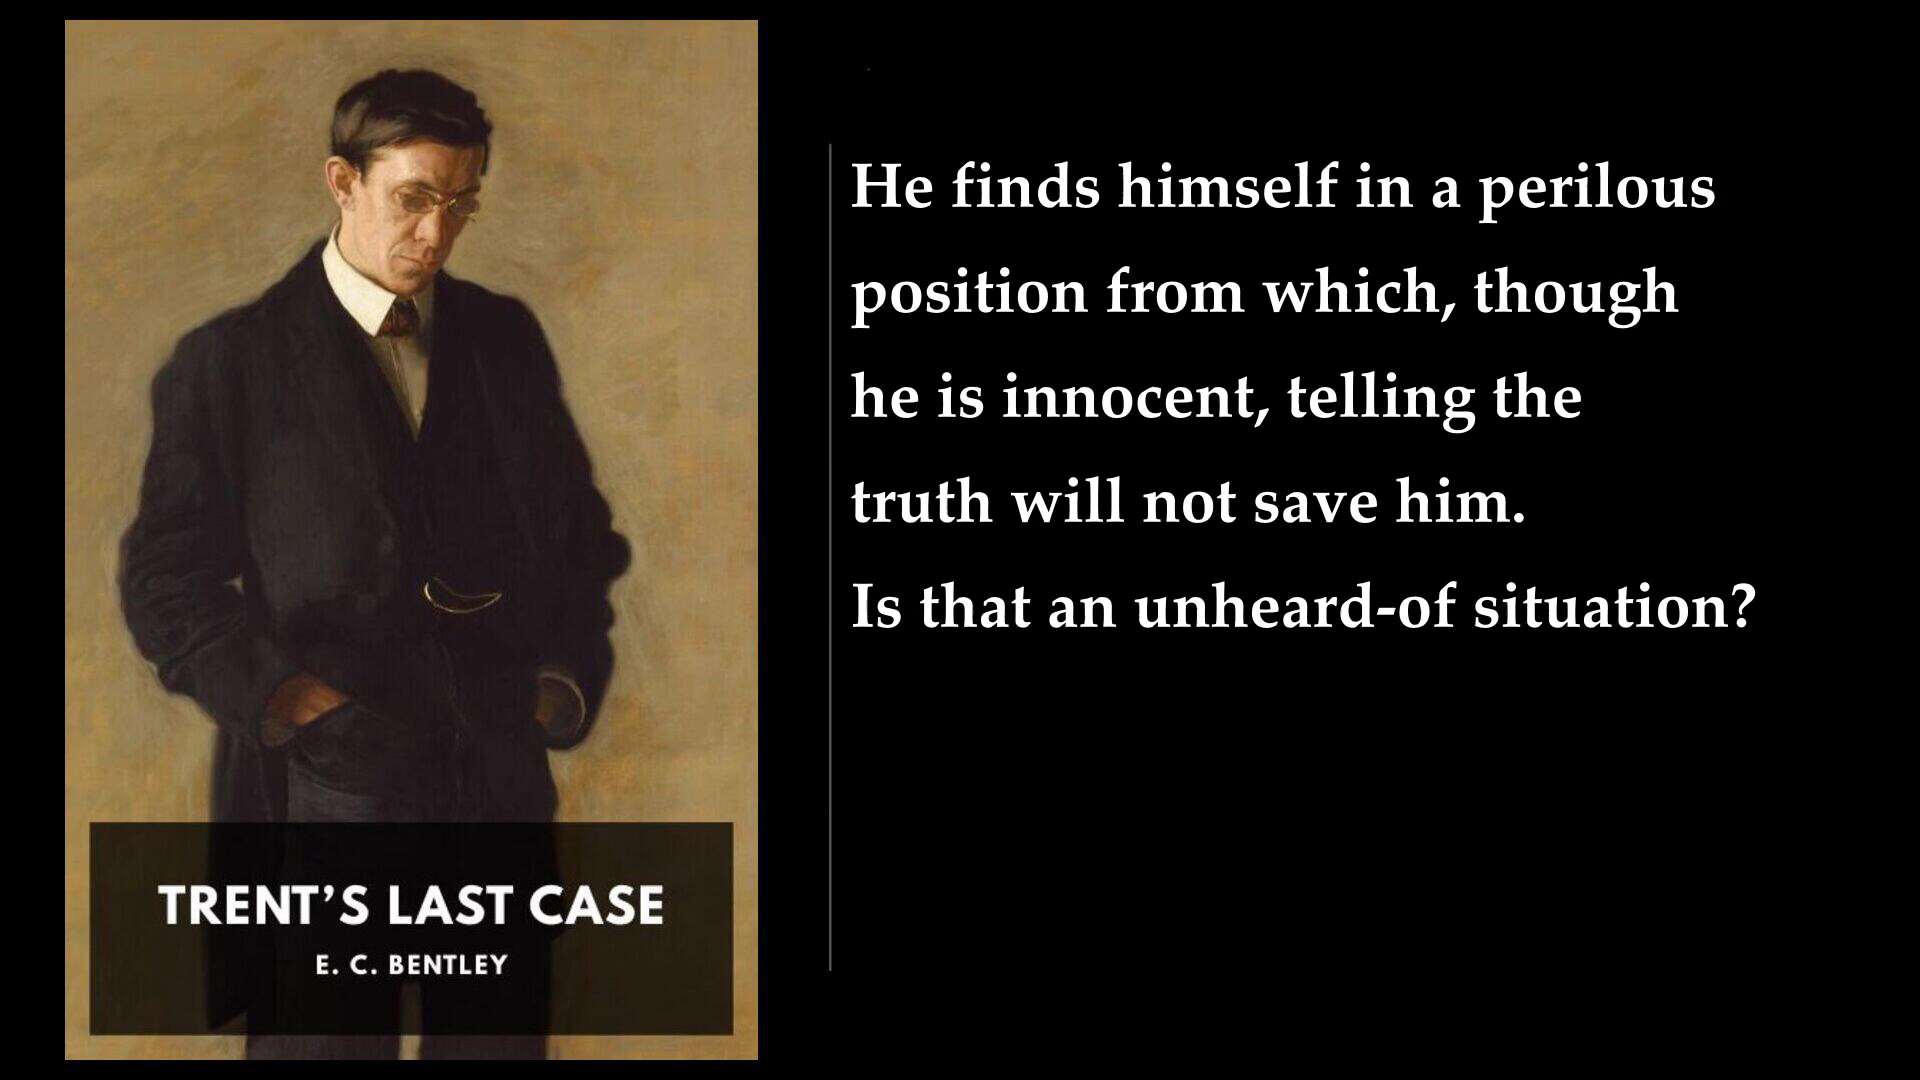 He finds himself in a perilous
position from which, though
he is innocent, telling the
truth will not save him.
Is that an unheard-of situation?
TRENT’S LAST CASE
E. C. BENTLEY